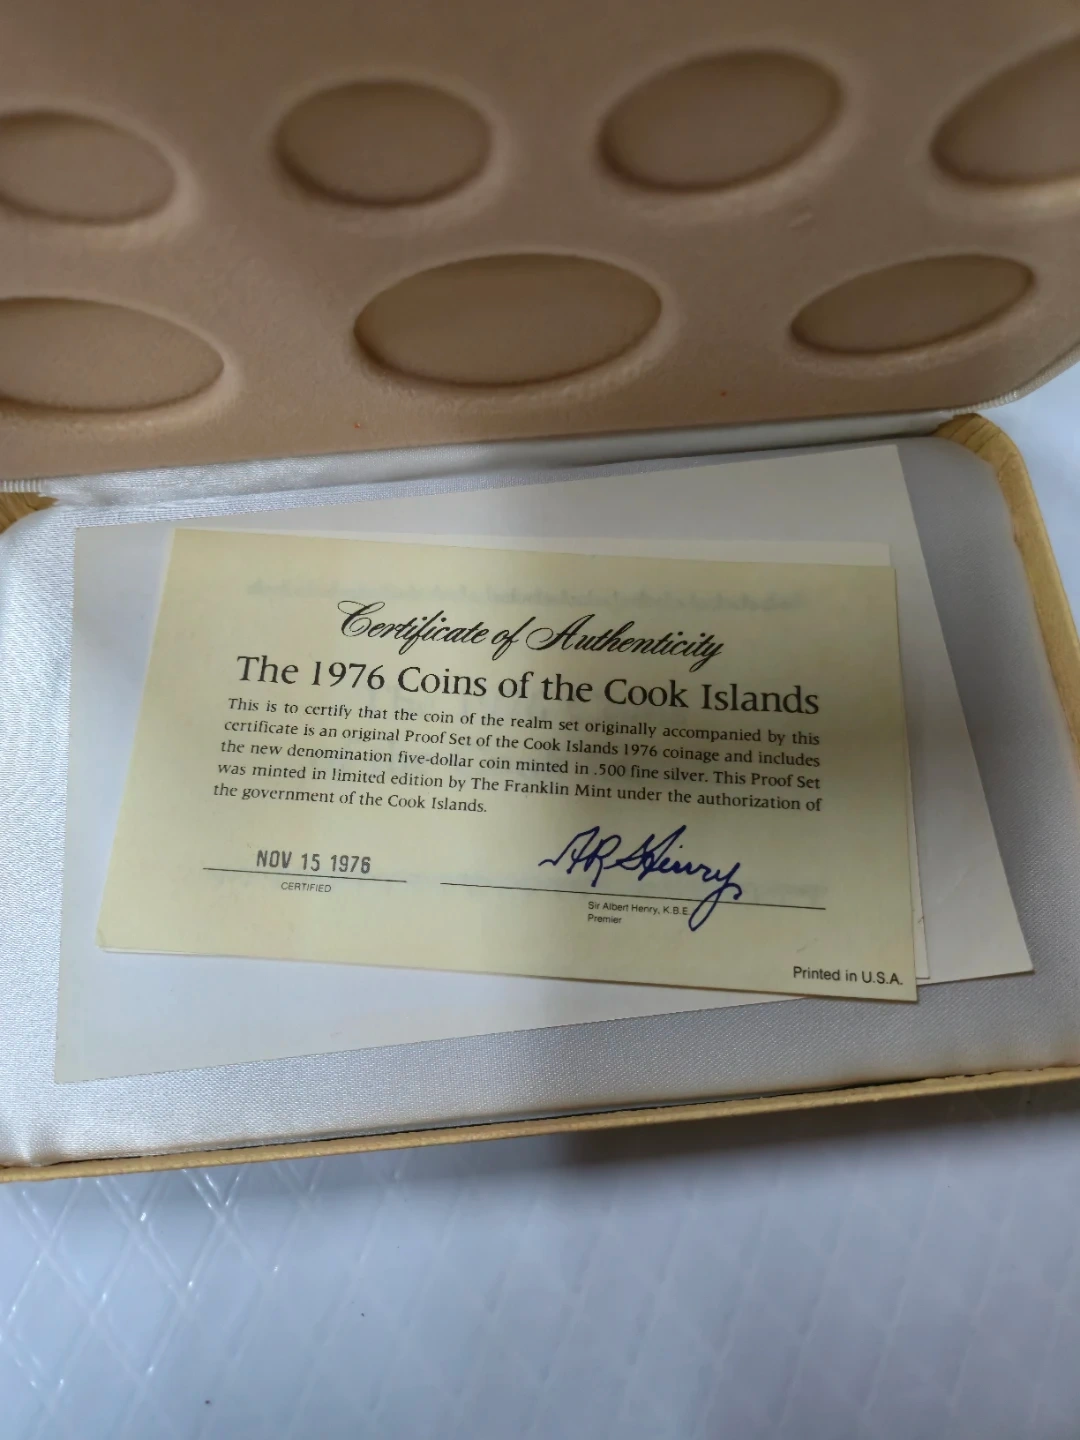 Certificate of Authenticity
The 1976 Coins of the Cook Islands
This is to certify that the coin of the realm set originally accompanied by this
certificate is an original Proof Set of the Cook Islands 1976 coinage and includes
the new denomination five-dollar coin minted in .500 fine silver. This Proof Set
was minted in limited edition by The Franklin Mint under the authorization of
the government of the Cook Islands.
NOV 15 1976
CERTIFIED
A R Henry
Sir Albert Henry, K.B.E.
Premier
Printed in U.S.A.